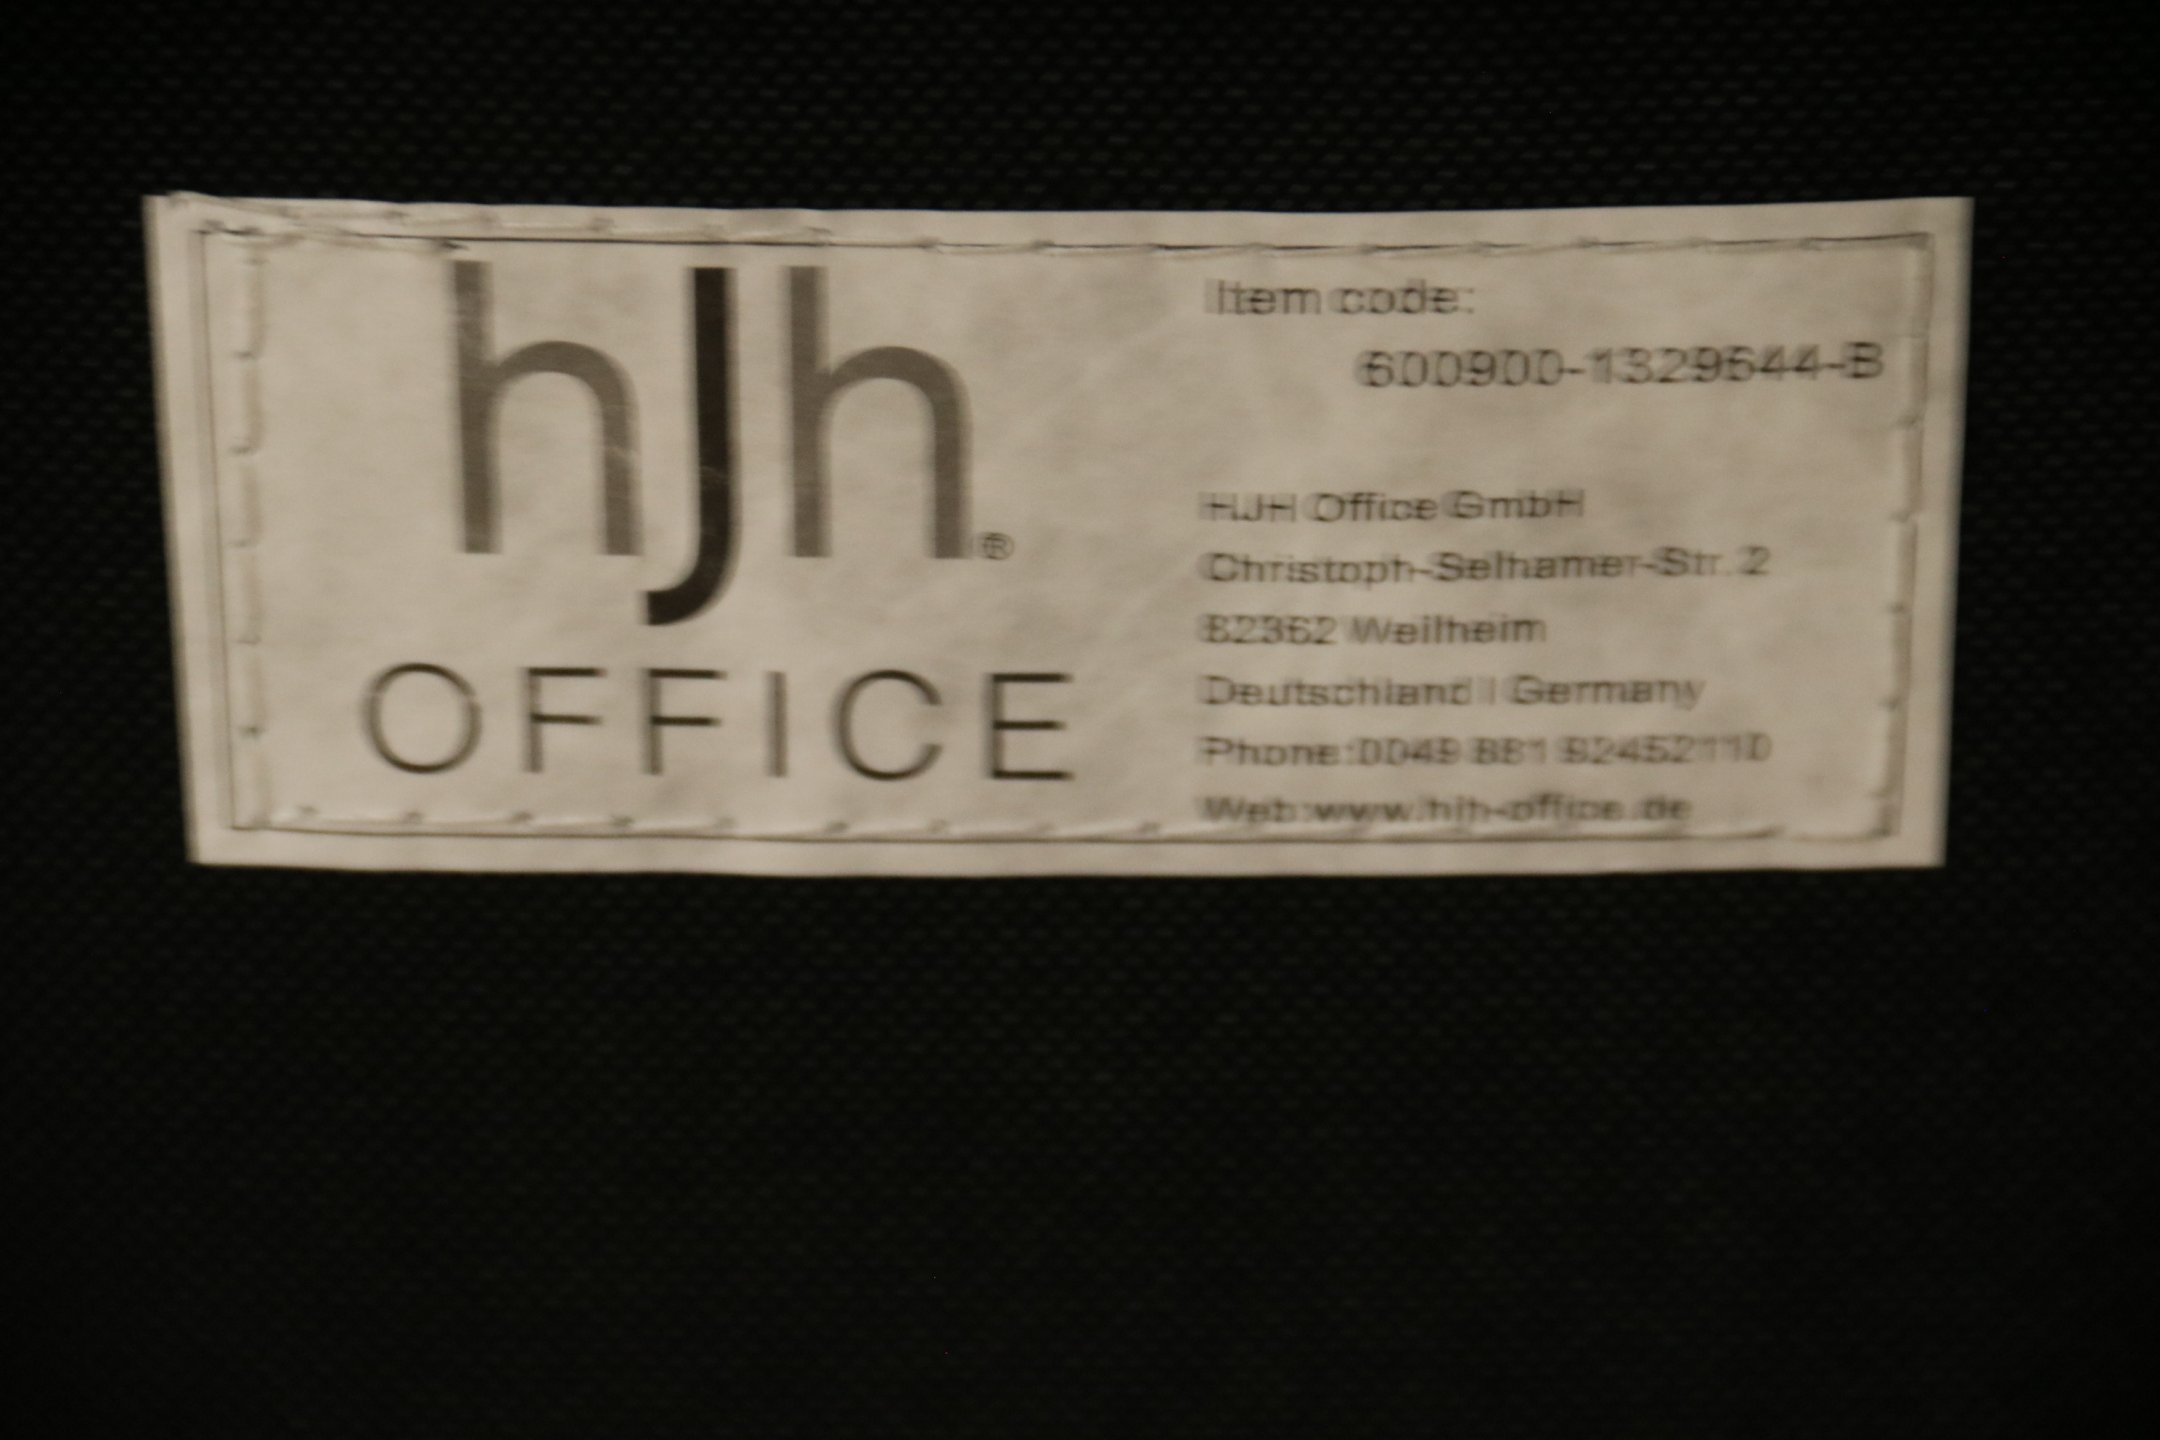 hjh®
OFFICE
Item code:
600900-1329644-B
HJH Office GmbH
Christoph-Selhamer-Str. 2
82362 Weilheim
Deutschland | Germany
Phone:0049 881 92452110
Web:www.hjh-office.de